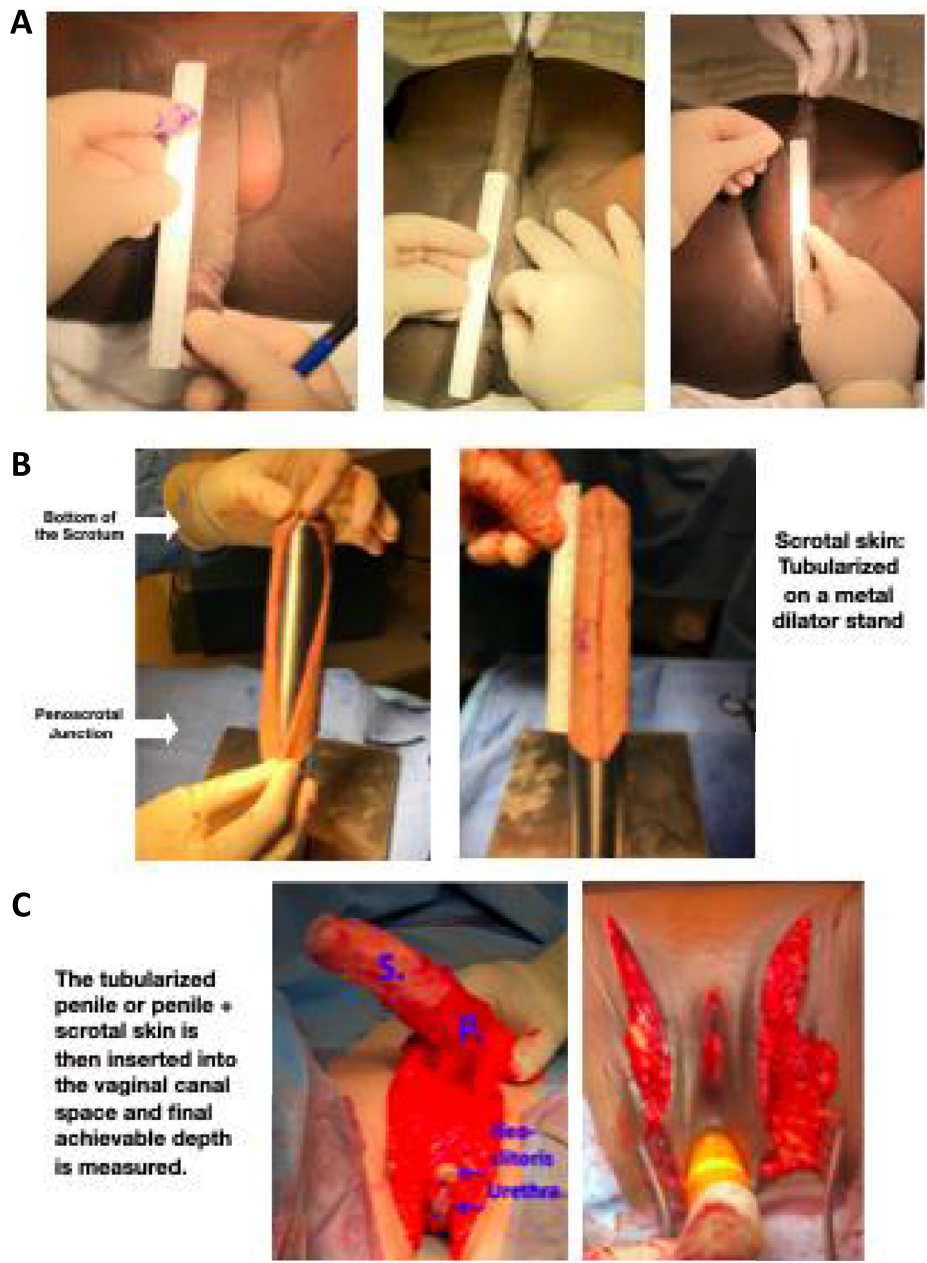 A
B
Bottom of
the Scrotum
Penoscrotal
Junction
Scrotal skin:
Tubularized
on a metal
dilator stand
C
The tubularized
penile or penile +
scrotal skin is
then inserted into
the vaginal canal
space and final
achievable depth
is measured.
S.
P.
Neo-
clitoris
Urethra